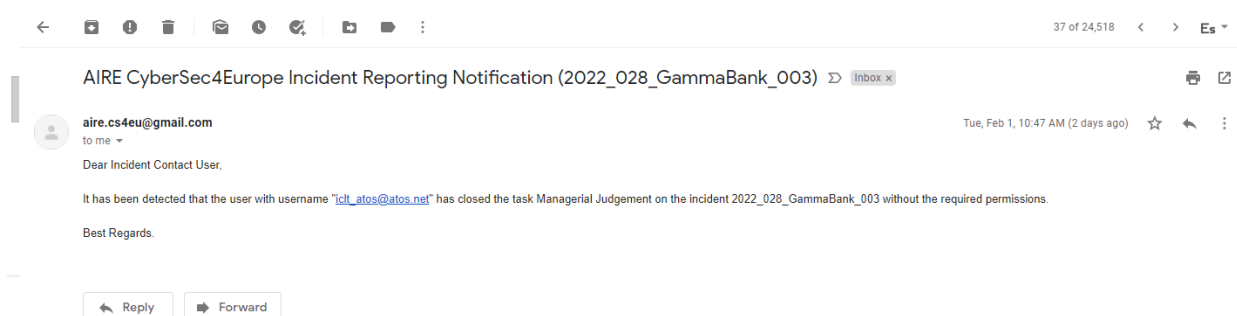 37 of 24,518
Es
AIRE CyberSec4Europe Incident Reporting Notification (2022_028_GammaBank_003) Inbox x
aire.cs4eu@gmail.com Tue, Feb 1, 10:47 AM (2 days ago)
to me
Dear Incident Contact User,
It has been detected that the user with username "iclt_atos@atos.net" has closed the task Managerial Judgement on the incident 2022_028_GammaBank_003 without the required permissions.
Best Regards.
Reply Forward